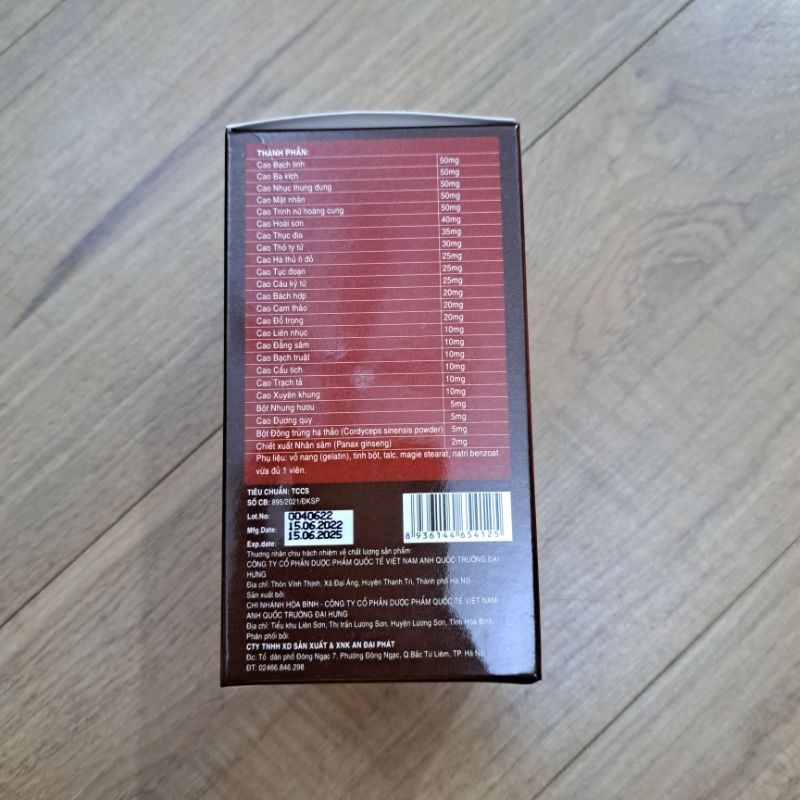 THÀNH PHẦN:
Cao Bạch linh 50mg
Cao Ba kích 50mg
Cao Nhục thung dung 50mg
Cao Mật nhân 50mg
Cao Trinh nữ hoàng cung 50mg
Cao Hoài sơn 40mg
Cao Thục địa 35mg
Cao Thỏ ty tử 30mg
Cao Hà thủ ô đỏ 25mg
Cao Tục đoạn 25mg
Cao Câu kỷ tử 25mg
Cao Bách hợp 20mg
Cao Cam thảo 20mg
Cao Đỗ trọng 20mg
Cao Liên nhục 10mg
Cao Đẳng sâm 10mg
Cao Bạch truật 10mg
Cao Cẩu tích 10mg
Cao Trạch tả 10mg
Cao Xuyên khung 10mg
Bột Nhung hươu 5mg
Cao Đương quy 5mg
Bột Đông trùng hạ thảo (Cordyceps sinensis powder) 5mg
Chiết xuất Nhân sâm (Panax ginseng) 2mg
Phụ liệu: vỏ nang (gelatin), tinh bột, talc, magie stearat, natri benzoat
vừa đủ 1 viên.
TIÊU CHUẨN: TCCS
SỐ CB: 895/2021/ĐKSP
Lot.No: 0040622
Mfg.Date: 15.06.2022
Exp.date: 15.06.2025
8 936144 654125
Thương nhân chịu trách nhiệm về chất lượng sản phẩm:
CÔNG TY CỔ PHẦN DƯỢC PHẨM QUỐC TẾ VIỆT NAM ANH QUỐC TRƯỜNG ĐẠI
HƯNG
Địa chỉ: Thôn Vĩnh Thịnh, Xã Đại Áng, Huyện Thanh Trì, Thành phố Hà Nội
Sản xuất bởi:
CHI NHÁNH HÒA BÌNH - CÔNG TY CỔ PHẦN DƯỢC PHẨM QUỐC TẾ VIỆT NAM
ANH QUỐC TRƯỜNG ĐẠI HƯNG
Địa chỉ: Tiểu khu Liên Sơn, Thị trấn Lương Sơn, Huyện Lương Sơn, Tỉnh Hòa Bình
Phân phối bởi:
CTY TNHH XD SẢN XUẤT & XNK AN ĐẠI PHÁT
Đc: Tổ dân phố Đông Ngạc 7, Phường Đông Ngạc, Q.Bắc Từ Liêm, TP. Hà Nội
ĐT: 02466.846.298